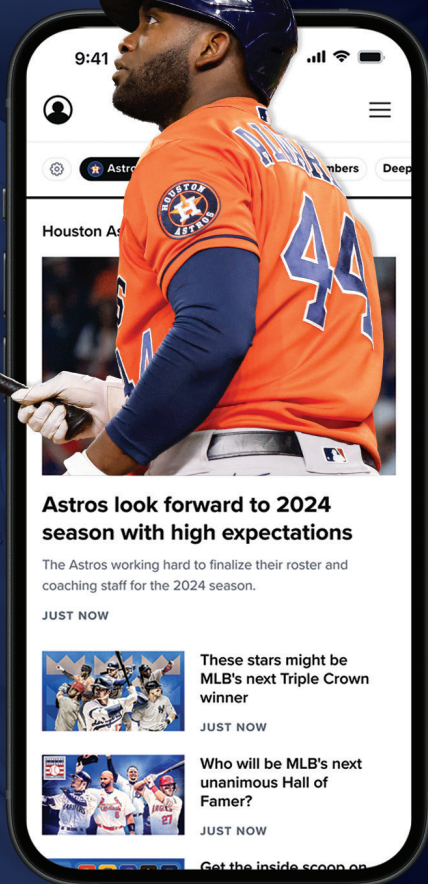 9:41
Astro
mbers
Deep
Houston As
HOUSTON
ASTROS
44
Astros look forward to 2024
season with high expectations
The Astros working hard to finalize their roster and
coaching staff for the 2024 season.
JUST NOW
These stars might be
MLB's next Triple Crown
winner
JUST NOW
Who will be MLB's next
unanimous Hall of
Famer?
JUST NOW
Get the inside scoop on